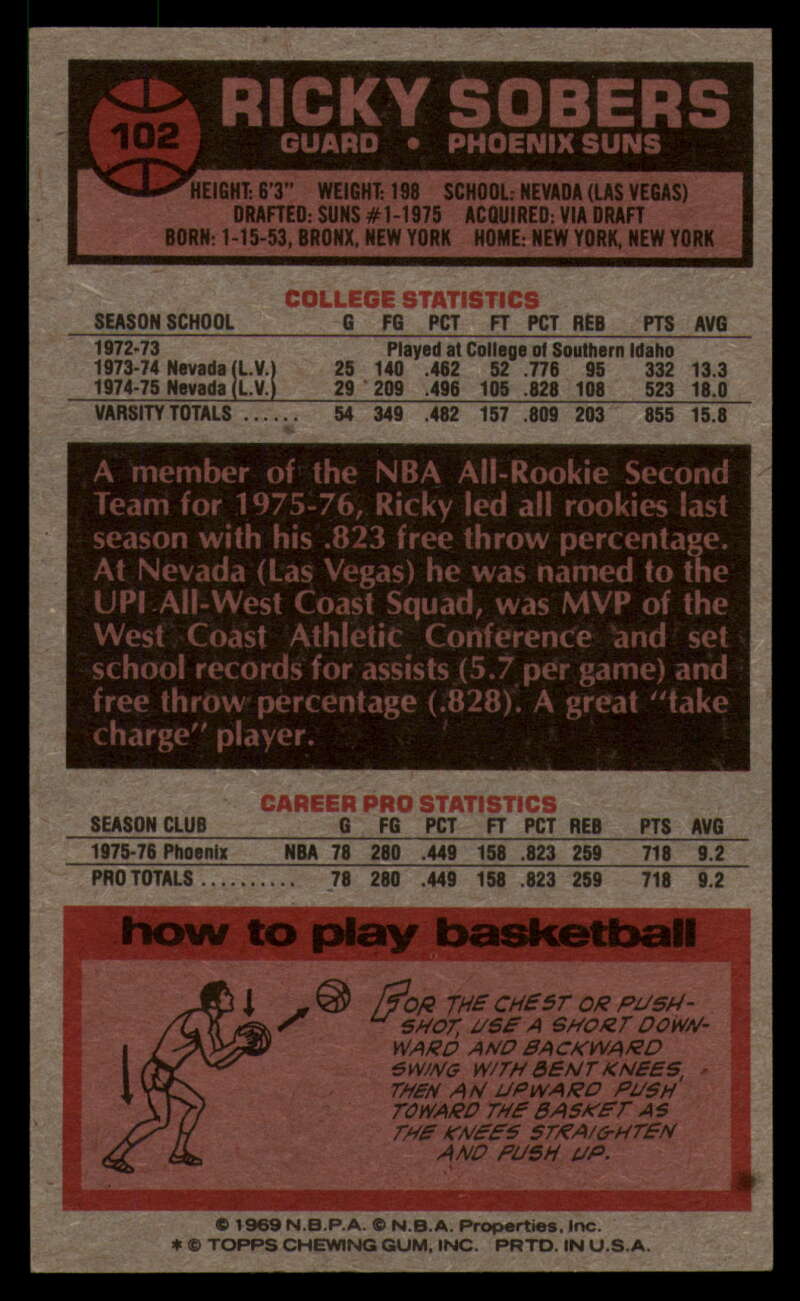 102
RICKY SOBERS
GUARD • PHOENIX SUNS
HEIGHT: 6'3" WEIGHT: 198 SCHOOL: NEVADA (LAS VEGAS)
DRAFTED: SUNS #1-1975 ACQUIRED: VIA DRAFT
BORN: 1-15-53, BRONX, NEW YORK HOME: NEW YORK, NEW YORK
COLLEGE STATISTICS
SEASON SCHOOL G FG PCT FT PCT REB PTS AVG
1972-73 Played at College of Southern Idaho
1973-74 Nevada (L.V.) 25 140 .462 52 .776 95 332 13.3
1974-75 Nevada (L.V.) 29 209 .496 105 .828 108 523 18.0
VARSITY TOTALS ...... 54 349 .482 157 .809 203 855 15.8
A member of the NBA All-Rookie Second
Team for 1975-76, Ricky led all rookies last
season with his .823 free throw percentage.
At Nevada (Las Vegas) he was named to the
UPI All-West Coast Squad, was MVP of the
West Coast Athletic Conference and set
school records for assists (5.7 per game) and
free throw percentage (.828). A great "take
charge" player.
CAREER PRO STATISTICS
SEASON CLUB G FG PCT FT PCT REB PTS AVG
1975-76 Phoenix NBA 78 280 .449 158 .823 259 718 9.2
PRO TOTALS .......... 78 280 .449 158 .823 259 718 9.2
how to play basketball
FOR THE CHEST OR PUSH-
SHOT, USE A SHORT DOWN-
WARD AND BACKWARD
SWING WITH BENT KNEES,
THEN AN UPWARD PUSH
TOWARD THE BASKET AS
THE KNEES STRAIGHTEN
AND PUSH UP.
© 1969 N.B.P.A. © N.B.A. Properties, Inc.
* © TOPPS CHEWING GUM, INC. PRTD. IN U.S.A.